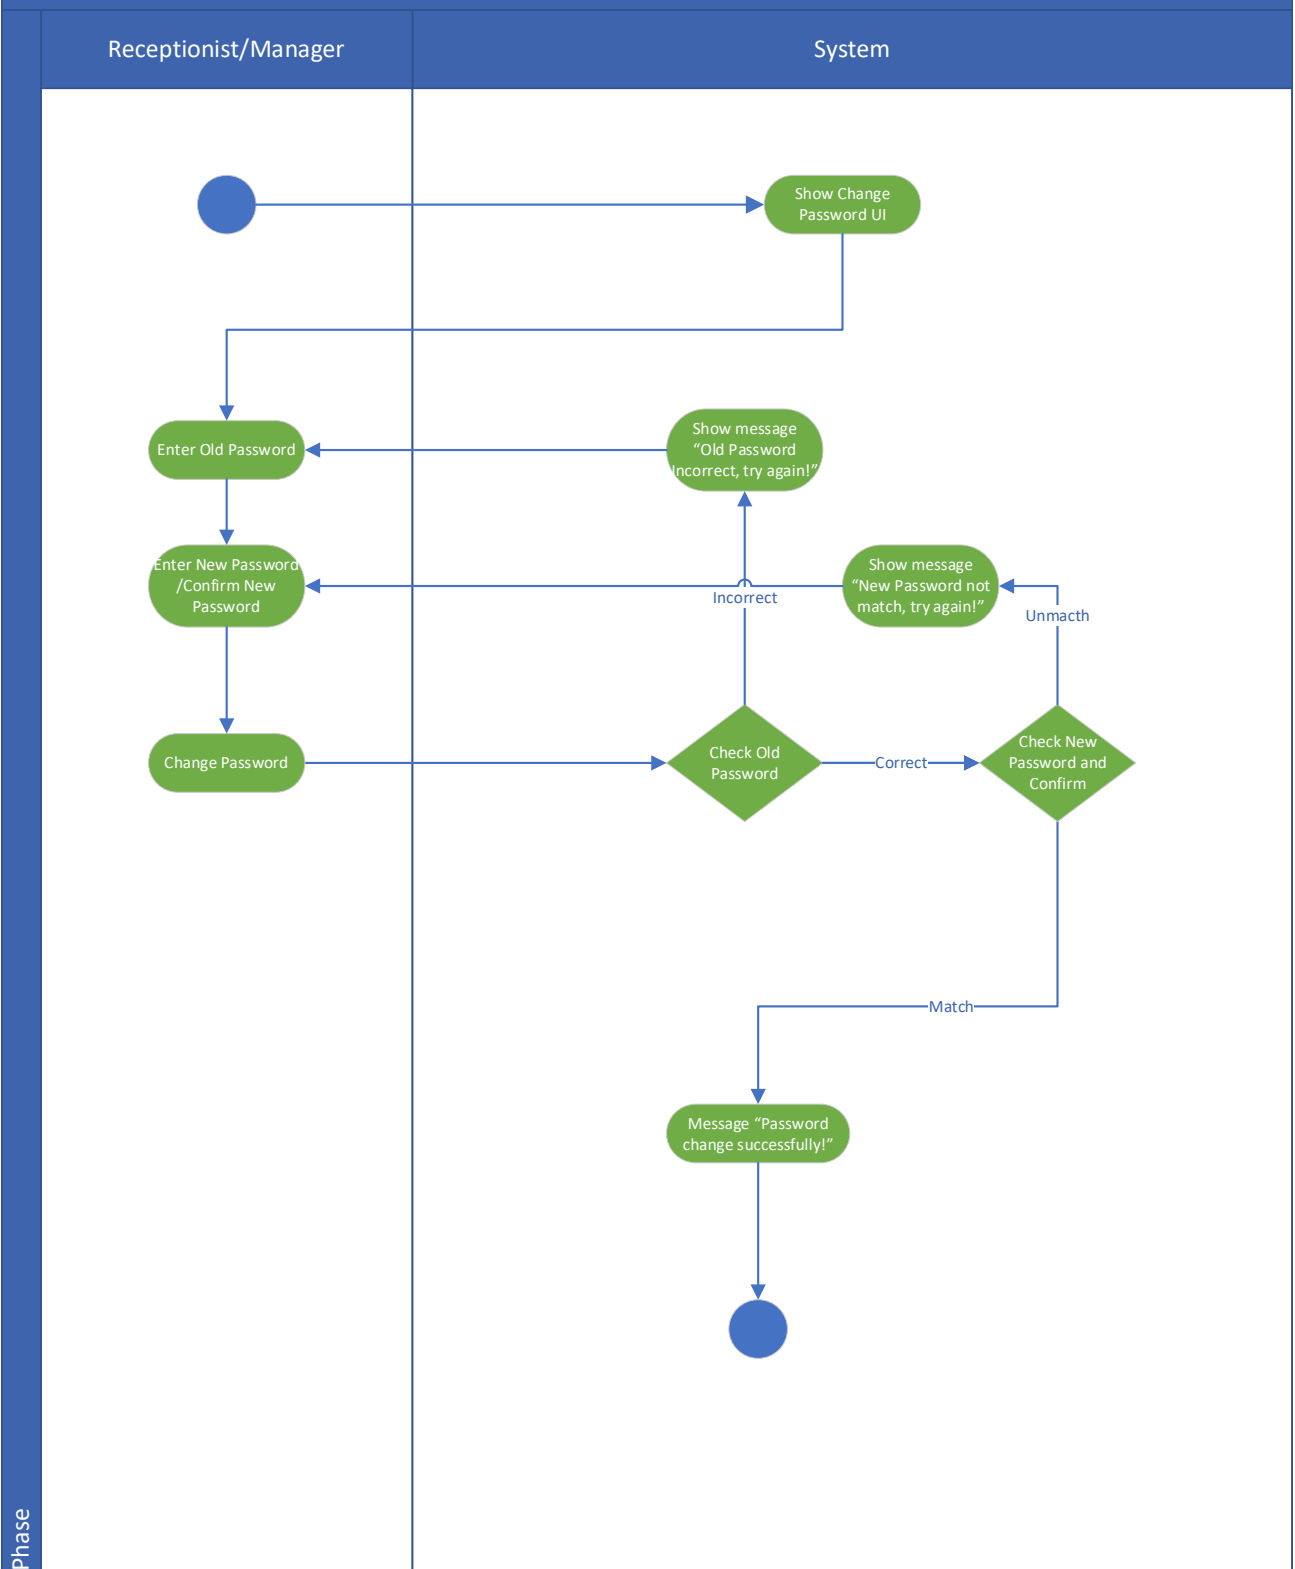 Receptionist/Manager
System
Show Change
Password UI
Enter Old Password
Show message
“Old Password
Incorrect, try again!”
Enter New Password
/Confirm New
Password
Show message
“New Password not
match, try again!”
Incorrect
Unmacth
Change Password
Check Old
Password
Correct
Check New
Password and
Confirm
Match
Message “Password
change successfully!”
Phase